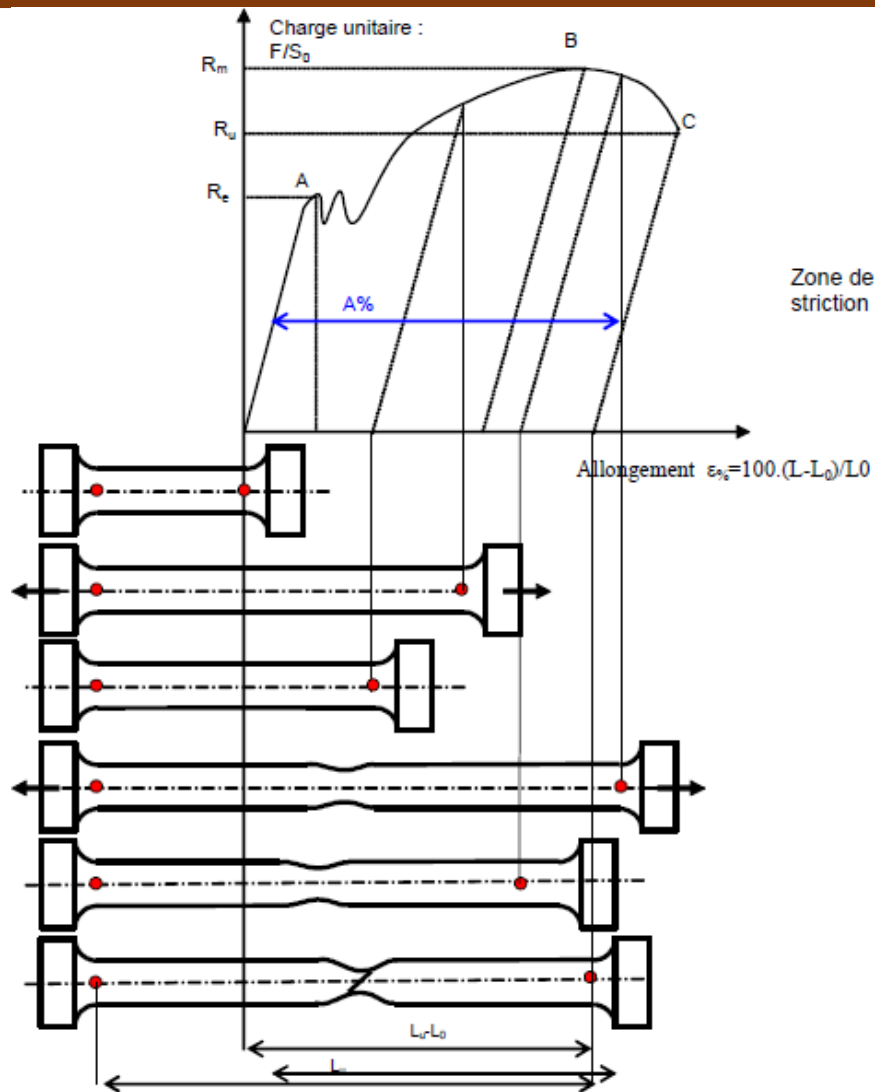 Charge unitaire :
F/S₀
B
Rₘ
C
Rᵤ
A
Rₑ
Zone de
striction
A%
Allongement ε%=100.(L-L₀)/L0
Lᵤ-L₀